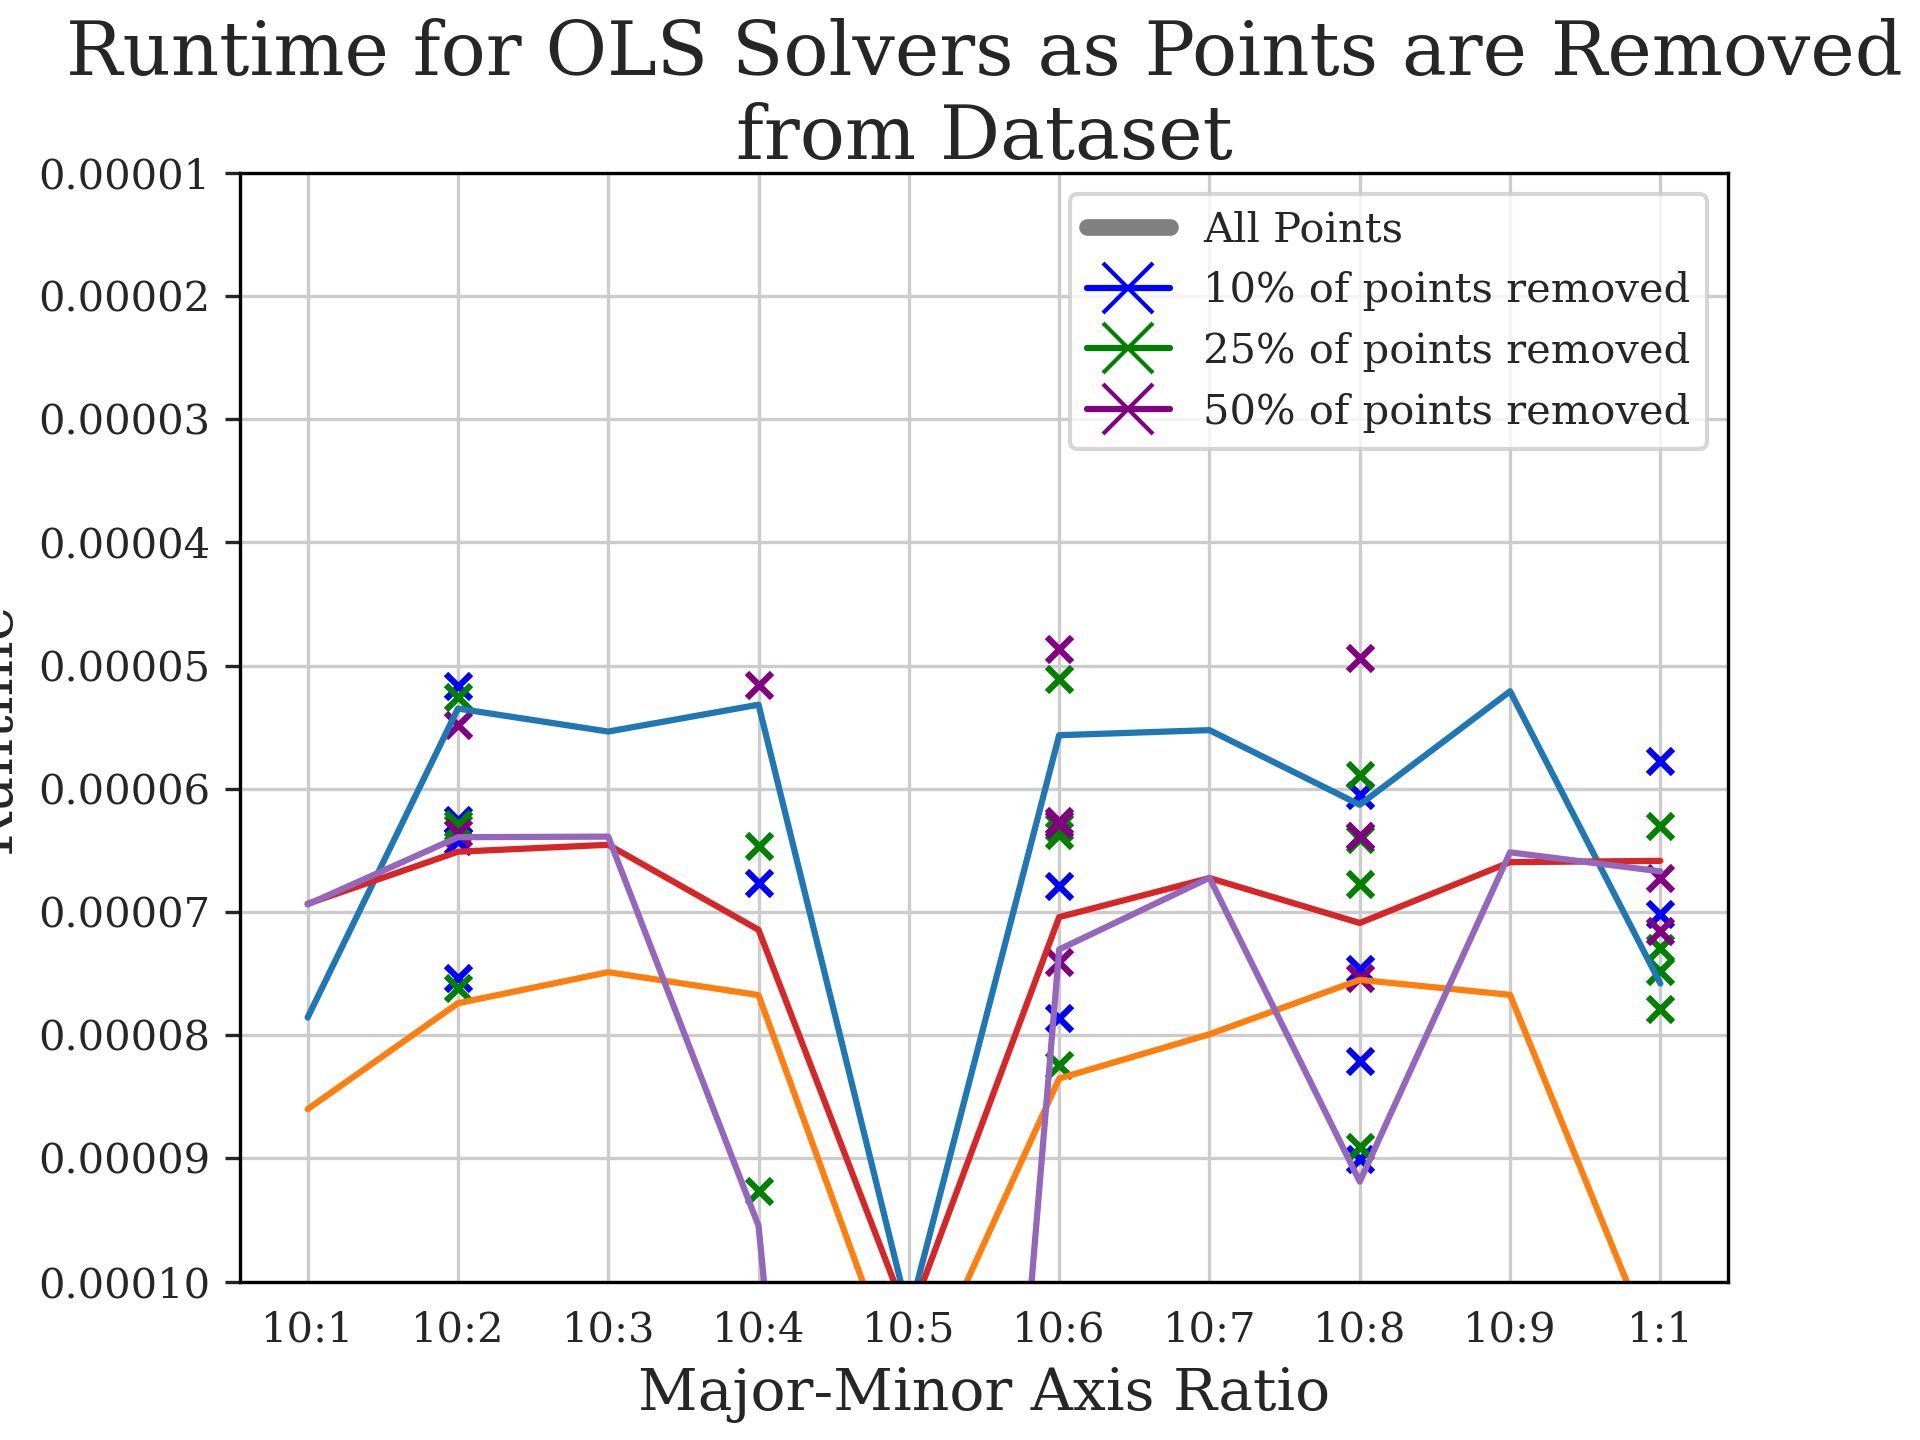 Runtime for OLS Solvers as Points are Removed
from Dataset
All Points
10% of points removed
25% of points removed
50% of points removed
0.00001
0.00002
0.00003
0.00004
0.00005
0.00006
0.00007
0.00008
0.00009
0.00010
Runtime
10:1 10:2 10:3 10:4 10:5 10:6 10:7 10:8 10:9 1:1
Major-Minor Axis Ratio